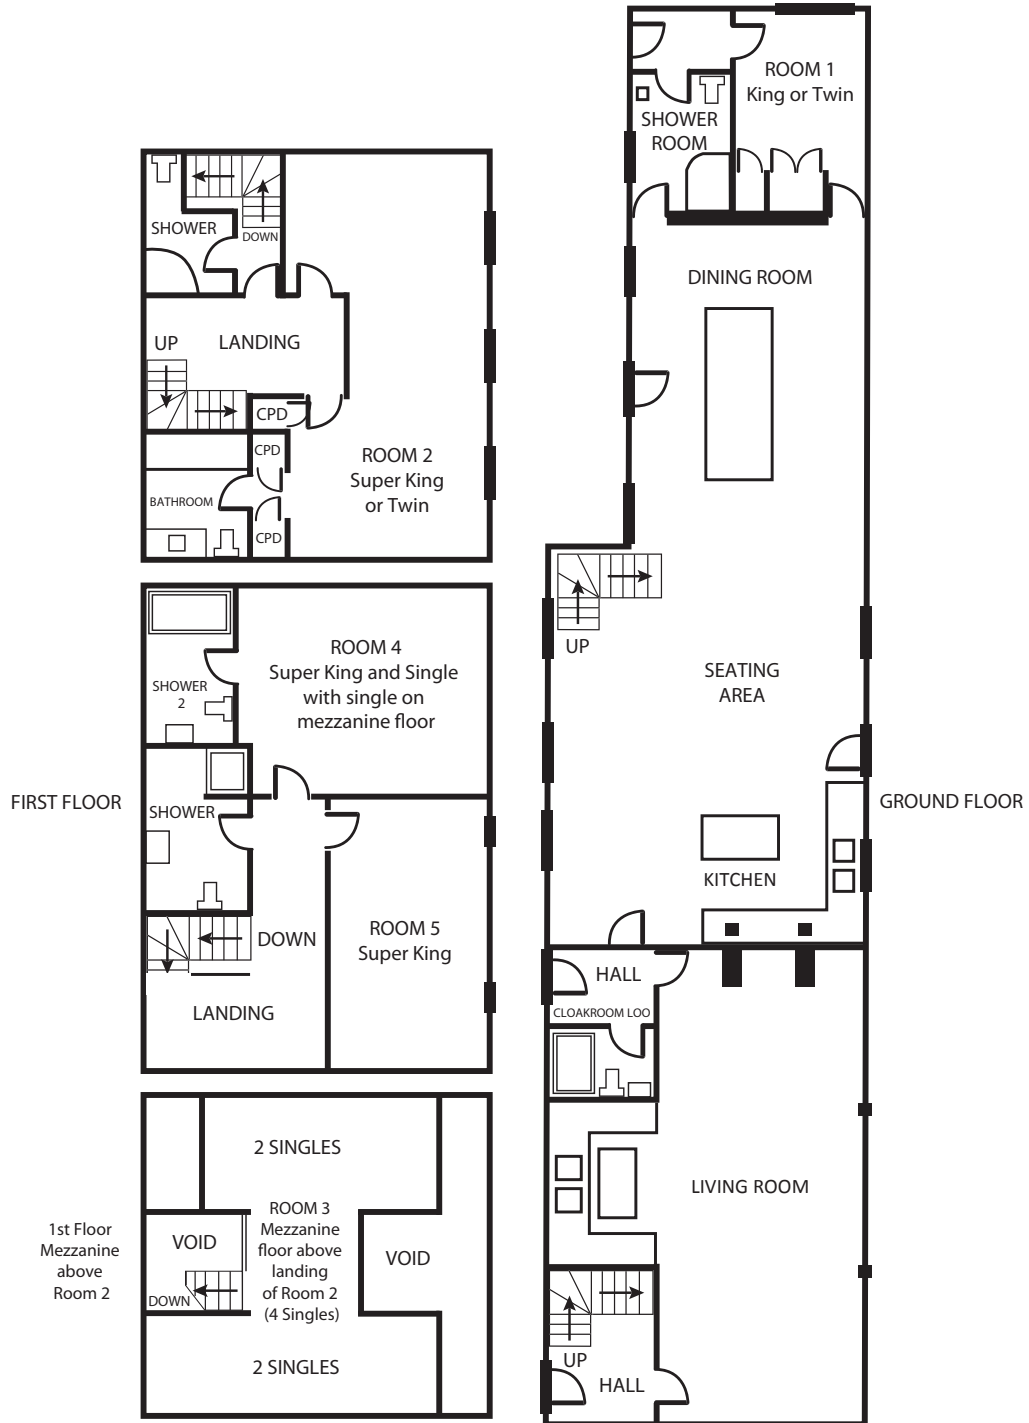 SHOWER
DOWN
UP
LANDING
CPD
CPD
ROOM 2
Super King
or Twin
BATHROOM
CPD
ROOM 4
Super King and Single
with single on
mezzanine floor
SHOWER
2
FIRST FLOOR
SHOWER
DOWN
ROOM 5
Super King
LANDING
2 SINGLES
1st Floor
Mezzanine
above
Room 2
VOID
ROOM 3
Mezzanine
floor above
landing
of Room 2
(4 Singles)
VOID
DOWN
2 SINGLES
ROOM 1
King or Twin
SHOWER
ROOM
DINING ROOM
UP
SEATING
AREA
GROUND FLOOR
KITCHEN
HALL
CLOAKROOM LOO
LIVING ROOM
UP
HALL